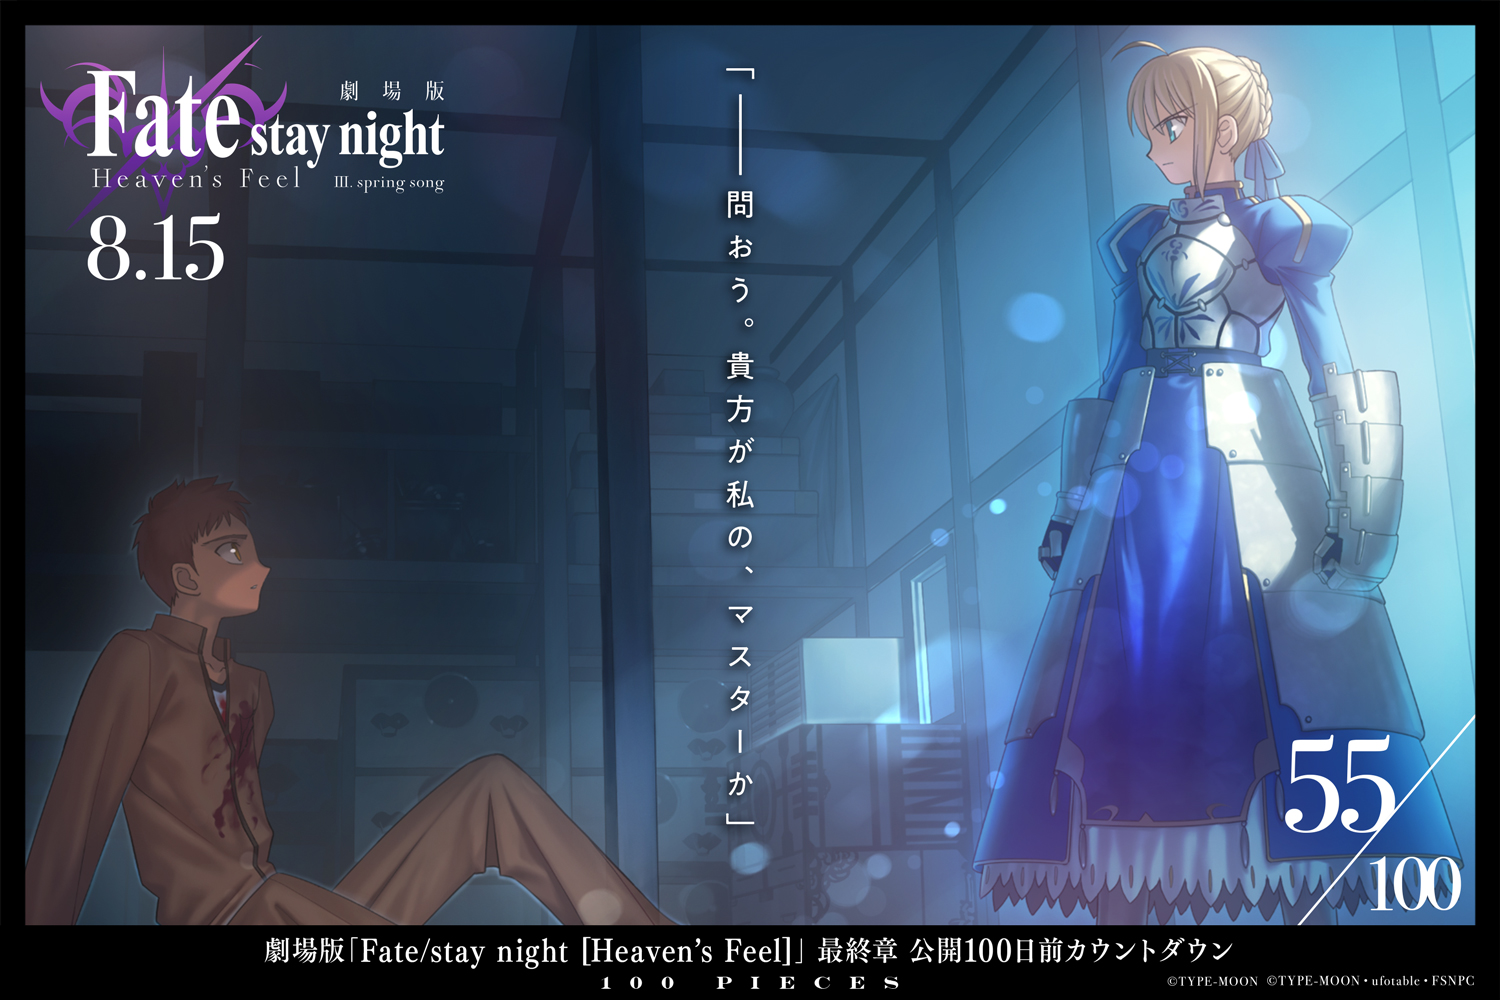 劇場版
Fate stay night
Heaven's Feel III. spring song
8.15
「――問おう。貴方が私の、マスターか」
55/100
劇場版「Fate/stay night [Heaven's Feel]」最終章 公開100日前カウントダウン
100 PIECES
©TYPE-MOON ©TYPE-MOON・ufotable・FSNPC